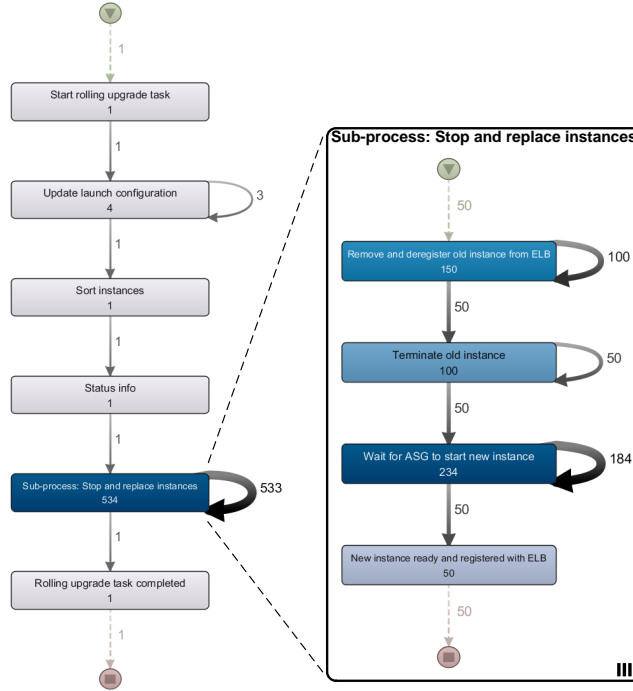 1
Start rolling upgrade task
1
1
Update launch configuration
4
3
1
Sort instances
1
1
Status info
1
1
Sub-process: Stop and replace instances
534
533
1
Rolling upgrade task completed
1
1
Sub-process: Stop and replace instances
50
Remove and deregister old instance from ELB
150
100
50
Terminate old instance
100
50
50
Wait for ASG to start new instance
234
184
50
New instance ready and registered with ELB
50
50
III